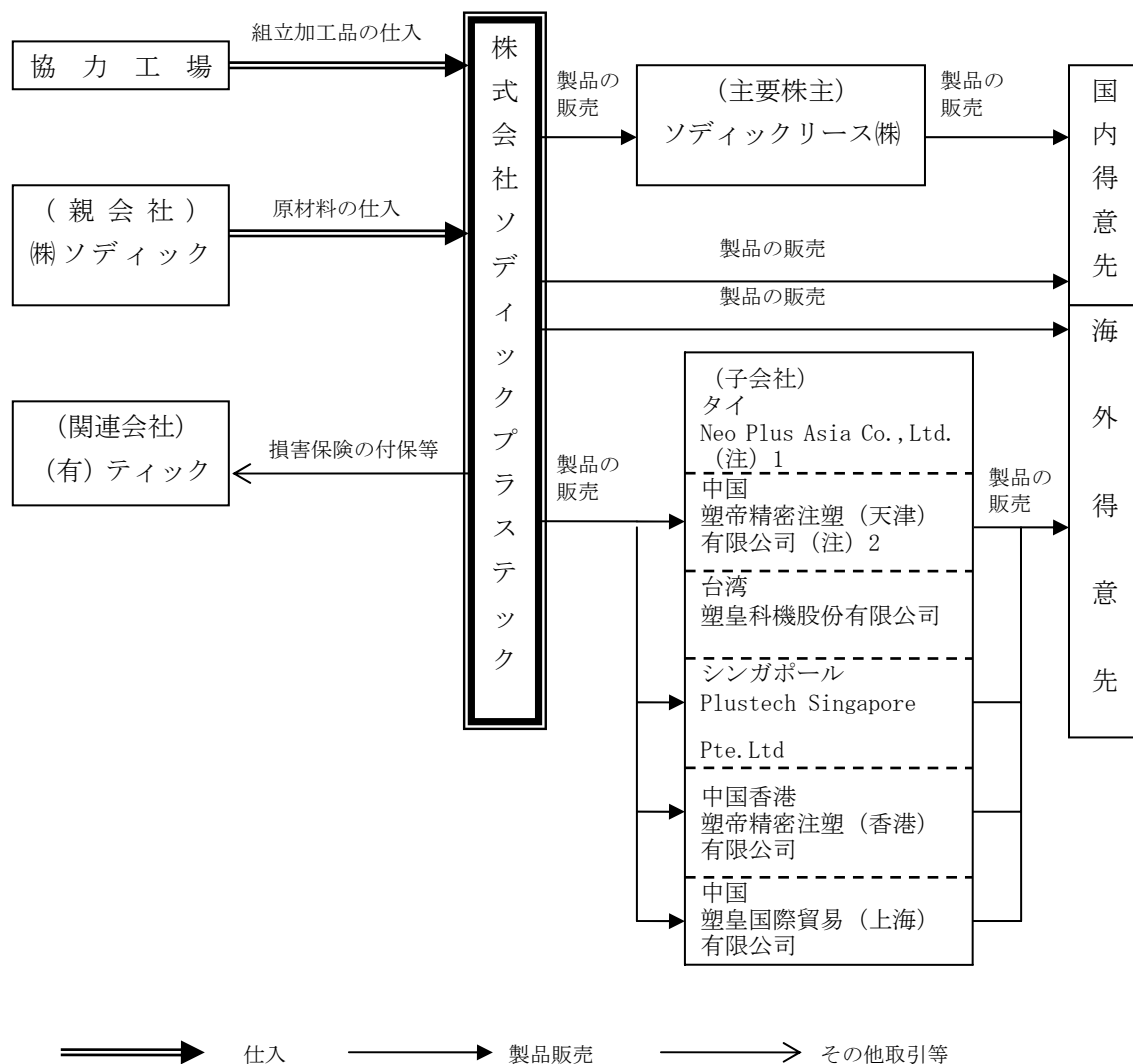 組立加工品の仕入
協力工場
(親会社)
㈱ソディック
原材料の仕入
(関連会社)
(有)ティック
損害保険の付保等
株式会社ソディックプラステック
製品の
販売
(主要株主)
ソディックリース㈱
製品の
販売
製品の販売
製品の販売
国内得意先
海外得意先
製品の
販売
(子会社)
タイ
Neo Plus Asia Co.,Ltd.
(注)1
中国
塑帝精密注塑(天津)
有限公司(注)2
台湾
塑皇科機股份有限公司
シンガポール
Plustech Singapore
Pte.Ltd
中国香港
塑帝精密注塑(香港)
有限公司
中国
塑皇国際貿易(上海)
有限公司
製品の
販売
仕入
製品販売
その他取引等